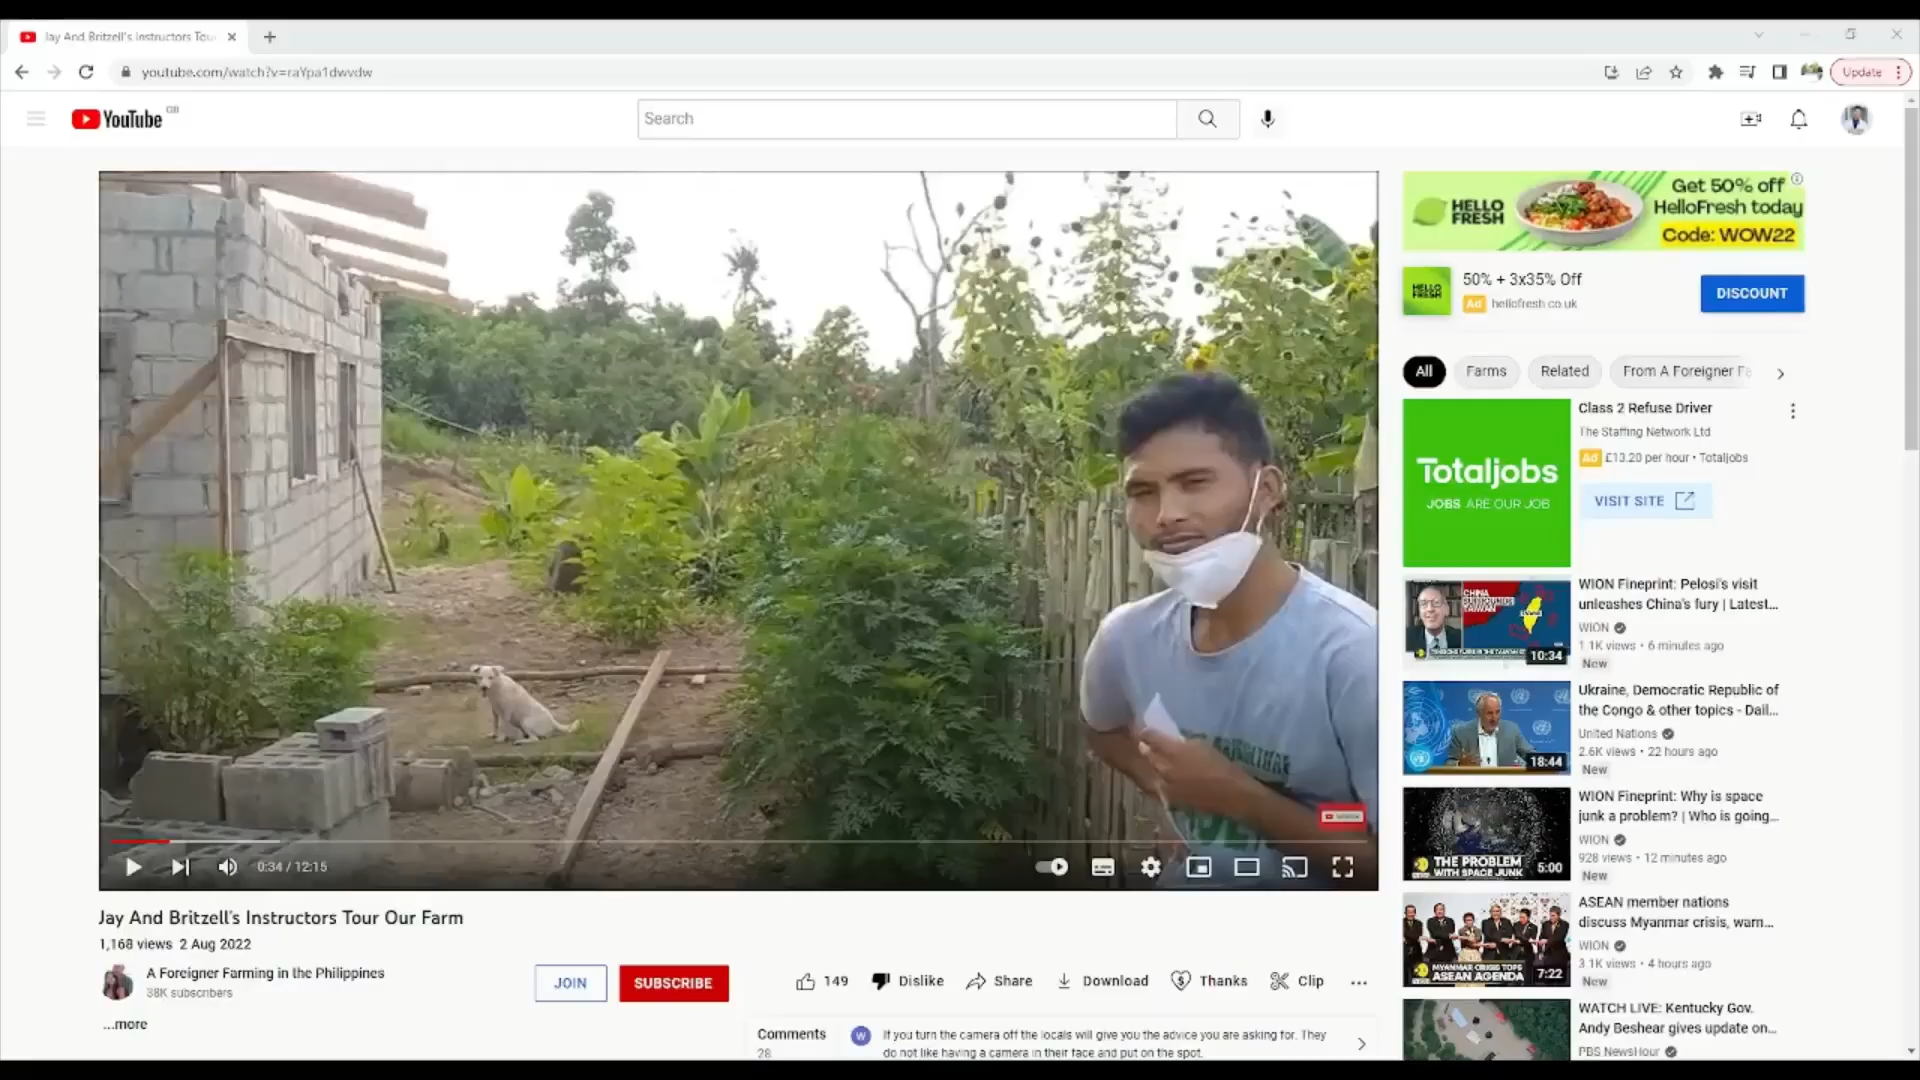 Jay And Britzell's Instructors Tou
youtube.com/watch?v=raYpa1dwvdw
Update
YouTube GB
Search
Get 50% off
HELLO
FRESH
HelloFresh today
Code: WOW22
HELLO
FRESH
50% + 3x35% Off
Ad hellofresh.co.uk
DISCOUNT
All
Farms
Related
From A Foreigner Fa
Totaljobs
JOBS ARE OUR JOB
Class 2 Refuse Driver
The Staffing Network Ltd
Ad £13.20 per hour • Totaljobs
VISIT SITE
CHINA
SURROUNDS
TAIWAN
10:34
WION Fineprint: Pelosi's visit
unleashes China's fury | Latest...
WION
1.1K views • 6 minutes ago
New
18:44
Ukraine, Democratic Republic of
the Congo & other topics - Dail...
United Nations
2.6K views • 22 hours ago
New
THE PROBLEM
WITH SPACE JUNK
5:00
WION Fineprint: Why is space
junk a problem? | Who is going...
WION
928 views • 12 minutes ago
New
MYANMAR CRISIS TOPS
ASEAN AGENDA
7:22
ASEAN member nations
discuss Myanmar crisis, warn...
WION
3.1K views • 4 hours ago
New
WATCH LIVE: Kentucky Gov.
Andy Beshear gives update on...
PBS NewsHour
0:34 / 12:15
Jay And Britzell's Instructors Tour Our Farm
1,168 views 2 Aug 2022
A Foreigner Farming in the Philippines
38K subscribers
JOIN
SUBSCRIBE
149
Dislike
Share
Download
Thanks
Clip
...more
Comments
28
W
If you turn the camera off the locals will give you the advice you are asking for. They
do not like having a camera in their face and put on the spot.